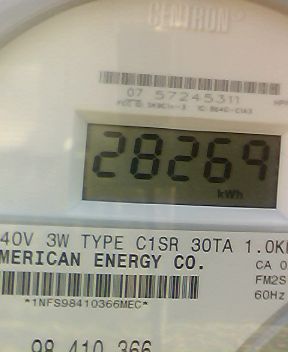 CENTRON®
07 57245311
28269
kWh
40V 3W TYPE C1SR 30TA 1.0K
MERICAN ENERGY CO.
CA 0
FM2S
*1NFS98410366MEC*
60Hz
98 410 366